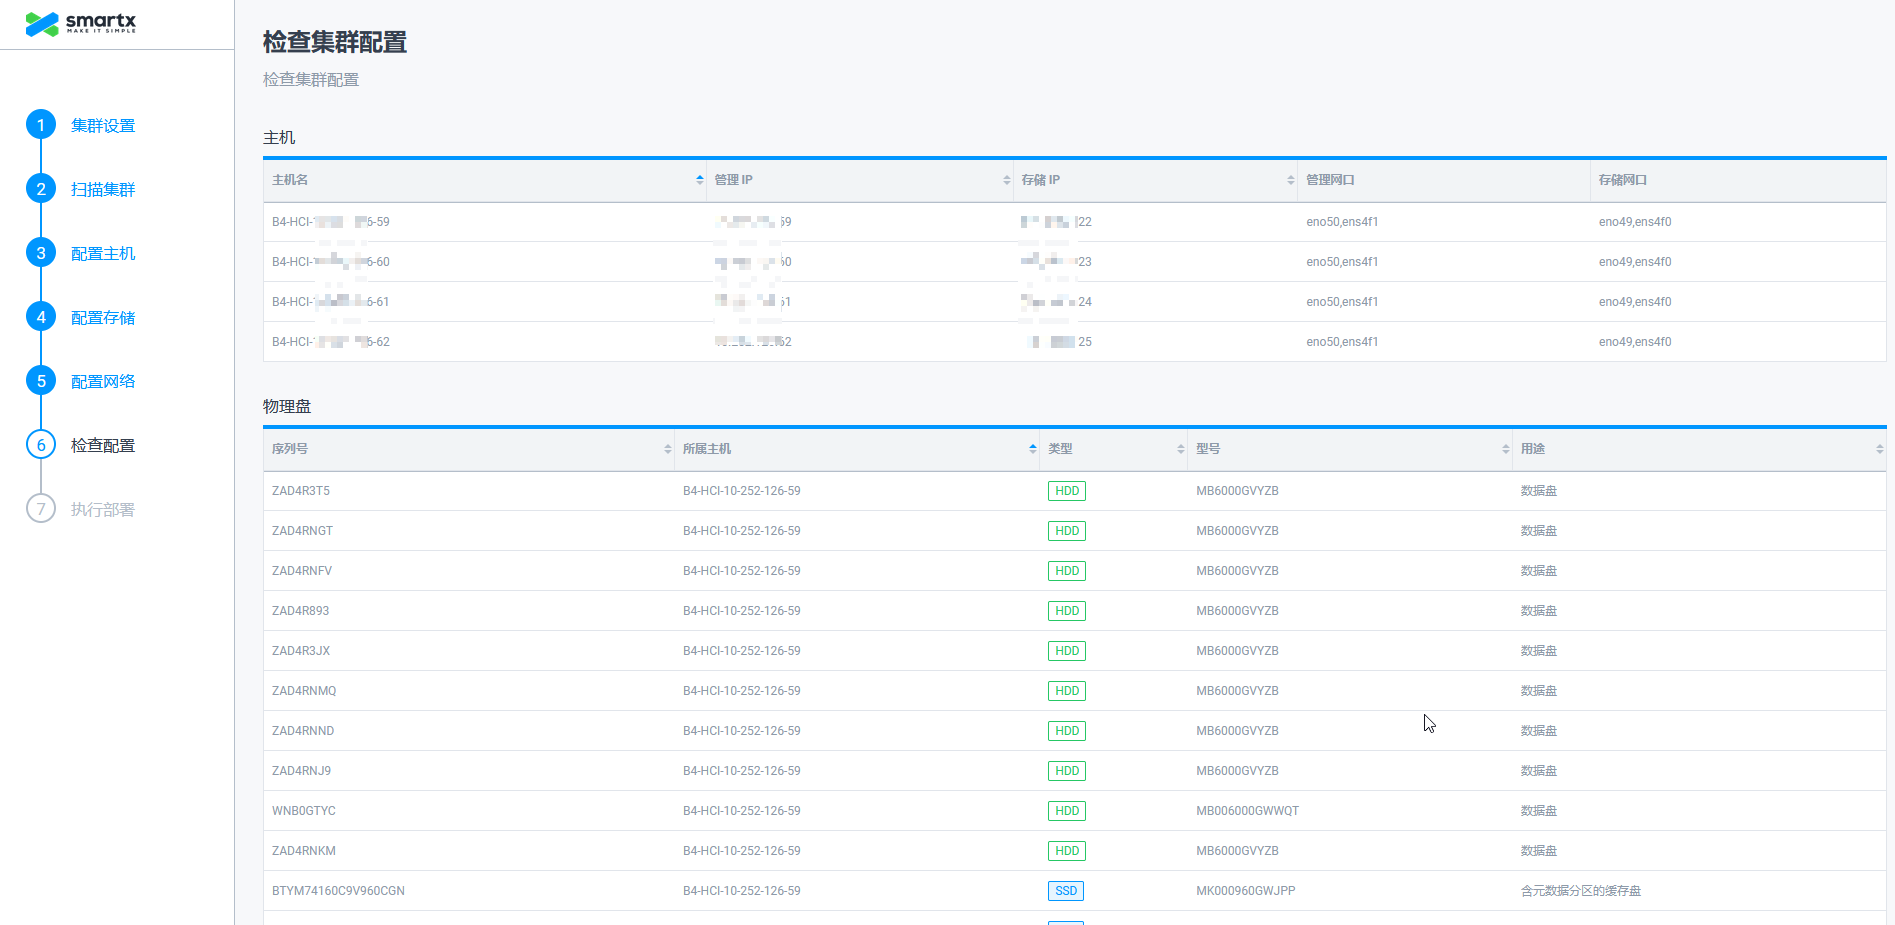 smartx
MAKE IT SIMPLE
1 集群设置
2 扫描集群
3 配置主机
4 配置存储
5 配置网络
6 检查配置
7 执行部署
检查集群配置
检查集群配置
主机
主机名 管理 IP 存储 IP 管理网口 存储网口
B4-HCI- 6-59 59 22 eno50,ens4f1 eno49,ens4f0
B4-HCI- 6-60 60 23 eno50,ens4f1 eno49,ens4f0
B4-HCI- 6-61 61 24 eno50,ens4f1 eno49,ens4f0
B4-HCI- 6-62 62 25 eno50,ens4f1 eno49,ens4f0
物理盘
序列号 所属主机 类型 型号 用途
ZAD4R3T5 B4-HCI-10-252-126-59 HDD MB6000GVYZB 数据盘
ZAD4RNGT B4-HCI-10-252-126-59 HDD MB6000GVYZB 数据盘
ZAD4RNFV B4-HCI-10-252-126-59 HDD MB6000GVYZB 数据盘
ZAD4R893 B4-HCI-10-252-126-59 HDD MB6000GVYZB 数据盘
ZAD4R3JX B4-HCI-10-252-126-59 HDD MB6000GVYZB 数据盘
ZAD4RNMQ B4-HCI-10-252-126-59 HDD MB6000GVYZB 数据盘
ZAD4RNND B4-HCI-10-252-126-59 HDD MB6000GVYZB 数据盘
ZAD4RNJ9 B4-HCI-10-252-126-59 HDD MB6000GVYZB 数据盘
WNB0GTYC B4-HCI-10-252-126-59 HDD MB006000GWWQT 数据盘
ZAD4RNKM B4-HCI-10-252-126-59 HDD MB6000GVYZB 数据盘
BTYM74160C9V960CGN B4-HCI-10-252-126-59 SSD MK000960GWJPP 含元数据分区的缓存盘